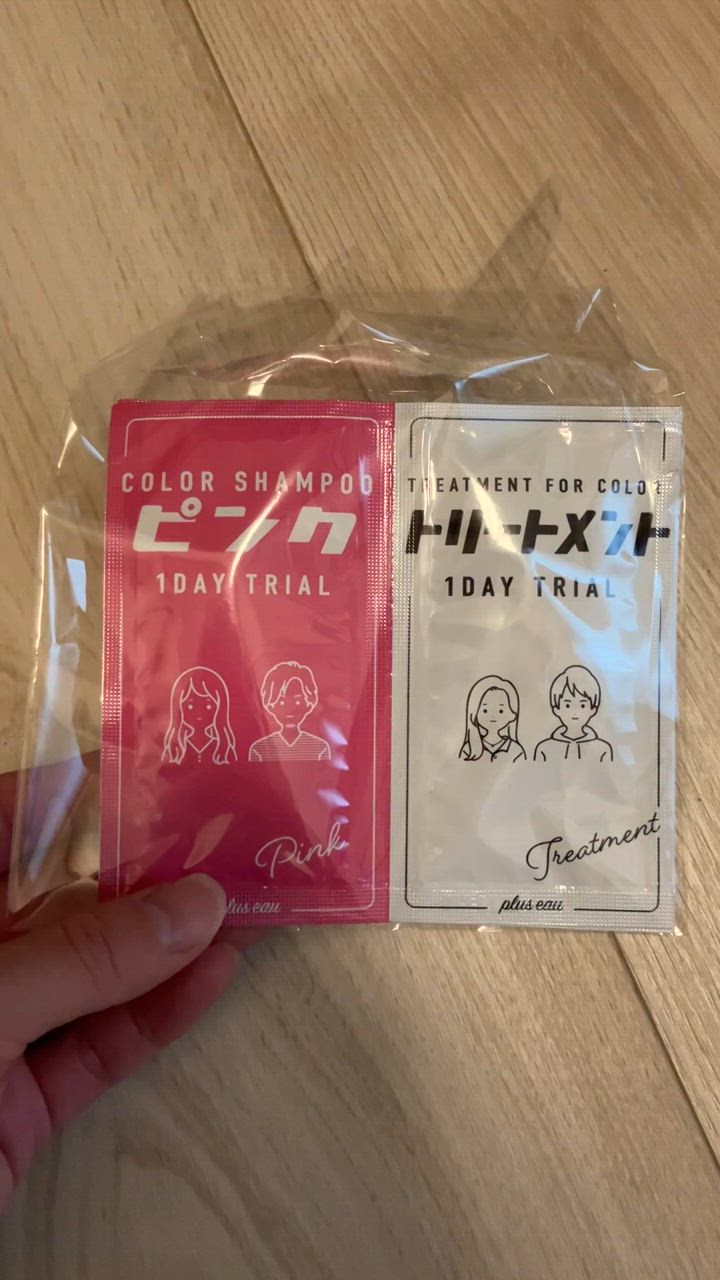 COLOR SHAMPOO
ピンク
1DAY TRIAL
Pink
plus eau
TREATMENT FOR COLOR
トリートメント
1DAY TRIAL
Treatment
plus eau